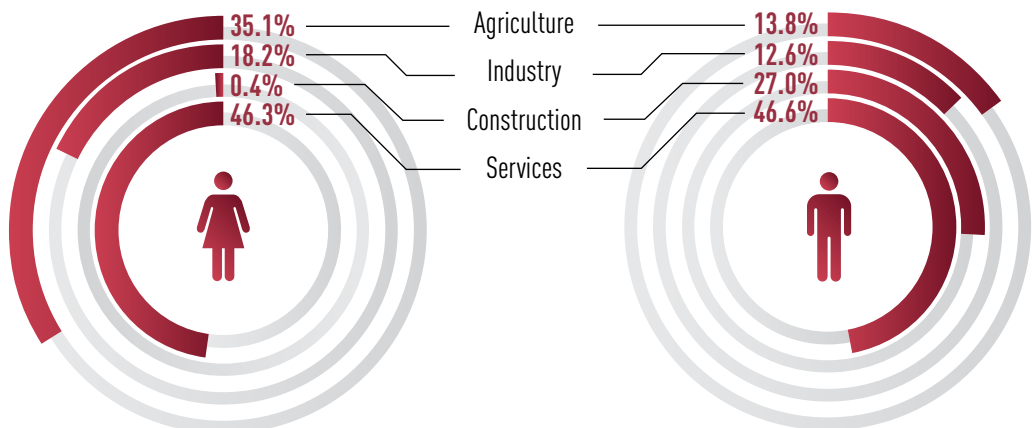 35.1% Agriculture 13.8%
18.2% Industry 12.6%
0.4% Construction 27.0%
46.3% Services 46.6%